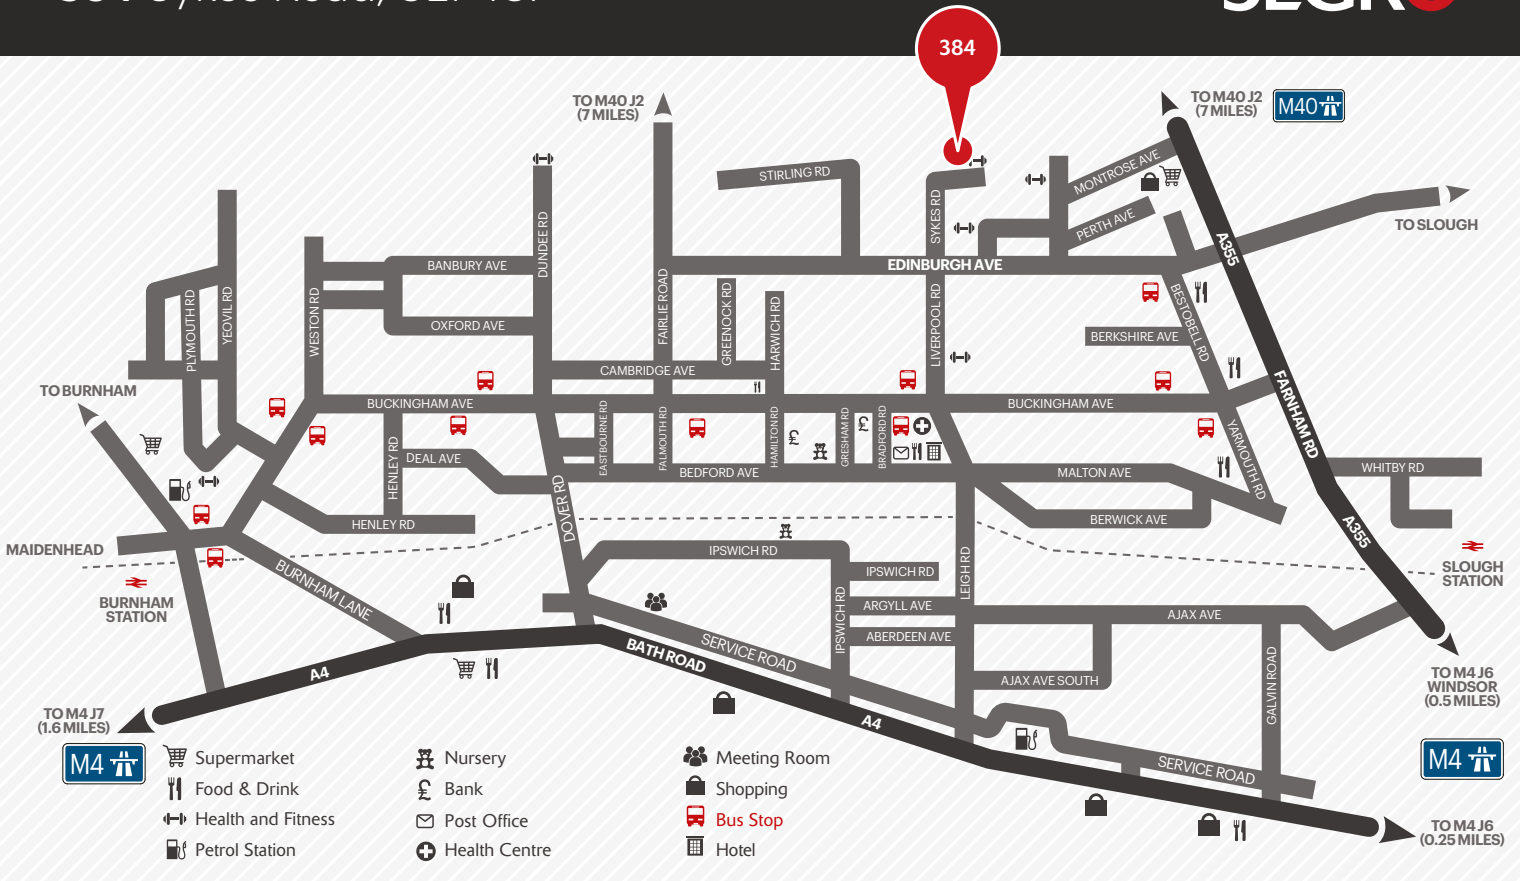 384
TO M40 J2
(7 MILES)
TO M40 J2
(7 MILES)
M40
STIRLING RD
MONTROSE AVE
PERTH AVE
SYKES RD
TO SLOUGH
A355
DUNDEE RD
BANBURY AVE
EDINBURGH AVE
PLYMOUTH RD
YEOVIL RD
WESTON RD
FAIRLIE ROAD
GREENOCK RD
HARWICH RD
LIVERPOOL RD
BESTOBELL RD
OXFORD AVE
BERKSHIRE AVE
CAMBRIDGE AVE
TO BURNHAM
BUCKINGHAM AVE
BUCKINGHAM AVE
FARNHAM RD
HENLEY RD
DEAL AVE
EASTBOURNE RD
FALMOUTH RD
HAMILTON RD
GRESHAM RD
BRADFORD RD
YARMOUTH RD
BEDFORD AVE
MALTON AVE
WHITBY RD
DOVER RD
HENLEY RD
BERWICK AVE
A355
MAIDENHEAD
IPSWICH RD
IPSWICH RD
LEIGH RD
SLOUGH
STATION
BURNHAM
STATION
BURNHAM LANE
IPSWICH RD
ARGYLL AVE
AJAX AVE
ABERDEEN AVE
SERVICE ROAD
BATH ROAD
A4
AJAX AVE SOUTH
GALVIN ROAD
TO M4 J6
WINDSOR
(0.5 MILES)
TO M4 J7
(1.6 MILES)
A4
M4
M4
SERVICE ROAD
Supermarket
Food & Drink
Health and Fitness
Petrol Station
Nursery
Bank
Post Office
Health Centre
Meeting Room
Shopping
Bus Stop
Hotel
TO M4 J6
(0.25 MILES)